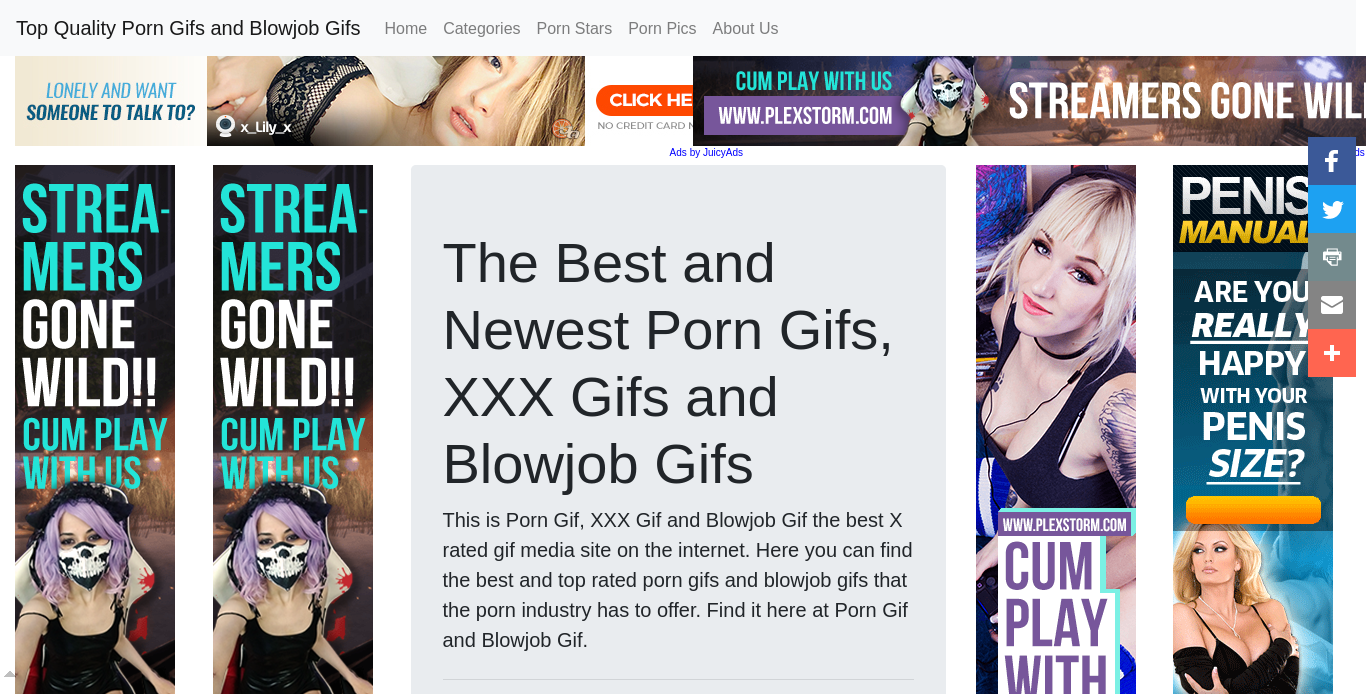 Top Quality Porn Gifs and Blowjob Gifs
Home
Categories
Porn Stars
Porn Pics
About Us
LONELY AND WANT
SOMEONE TO TALK TO?
x_Lily_x
CLICK HE
NO CREDIT CARD N
CUM PLAY WITH US
WWW.PLEXSTORM.COM
STREAMERS GONE WIL
Ads by JuicyAds
ds
STREA-
MERS
GONE
WILD!!
CUM PLAY
WITH US
STREA-
MERS
GONE
WILD!!
CUM PLAY
WITH US
The Best and
Newest Porn Gifs,
XXX Gifs and
Blowjob Gifs
This is Porn Gif, XXX Gif and Blowjob Gif the best X
rated gif media site on the internet. Here you can find
the best and top rated porn gifs and blowjob gifs that
the porn industry has to offer. Find it here at Porn Gif
and Blowjob Gif.
WWW.PLEXSTORM.COM
CUM
PLAY
WITH
PENIS
MANUAL
ARE YOU
REALLY
HAPPY
WITH YOUR
PENIS
SIZE?